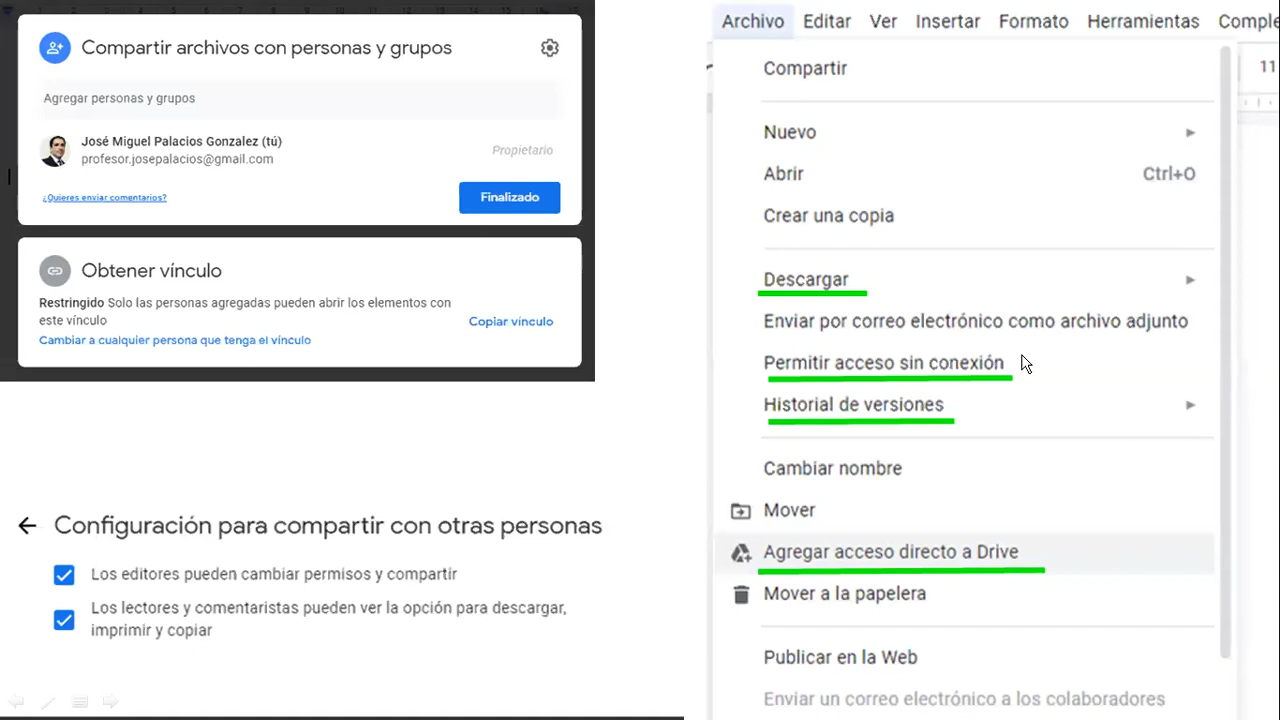 Compartir archivos con personas y grupos
Agregar personas y grupos
José Miguel Palacios Gonzalez (tú)
profesor.josepalacios@gmail.com
Propietario
¿Quieres enviar comentarios?
Finalizado
Obtener vínculo
Restringido Solo las personas agregadas pueden abrir los elementos con
este vínculo
Copiar vínculo
Cambiar a cualquier persona que tenga el vínculo
Configuración para compartir con otras personas
Los editores pueden cambiar permisos y compartir
Los lectores y comentaristas pueden ver la opción para descargar,
imprimir y copiar
Archivo Editar Ver Insertar Formato Herramientas Comple
11
Compartir
Nuevo
Abrir Ctrl+O
Crear una copia
Descargar
Enviar por correo electrónico como archivo adjunto
Permitir acceso sin conexión
Historial de versiones
Cambiar nombre
Mover
Agregar acceso directo a Drive
Mover a la papelera
Publicar en la Web
Enviar un correo electrónico a los colaboradores